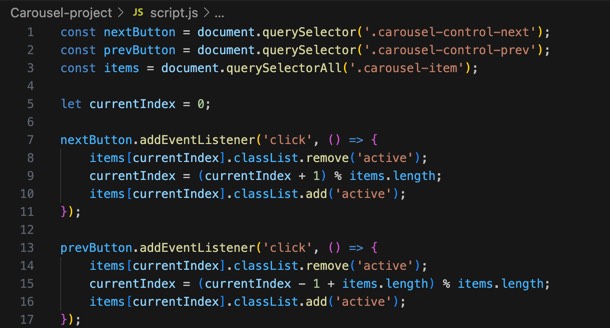 Carousel-project > JS script.js > ...
1 const nextButton = document.querySelector('.carousel-control-next');
2 const prevButton = document.querySelector('.carousel-control-prev');
3 const items = document.querySelectorAll('.carousel-item');
4
5 let currentIndex = 0;
6
7 nextButton.addEventListener('click', () => {
8     items[currentIndex].classList.remove('active');
9     currentIndex = (currentIndex + 1) % items.length;
10     items[currentIndex].classList.add('active');
11 });
12
13 prevButton.addEventListener('click', () => {
14     items[currentIndex].classList.remove('active');
15     currentIndex = (currentIndex - 1 + items.length) % items.length;
16     items[currentIndex].classList.add('active');
17 });